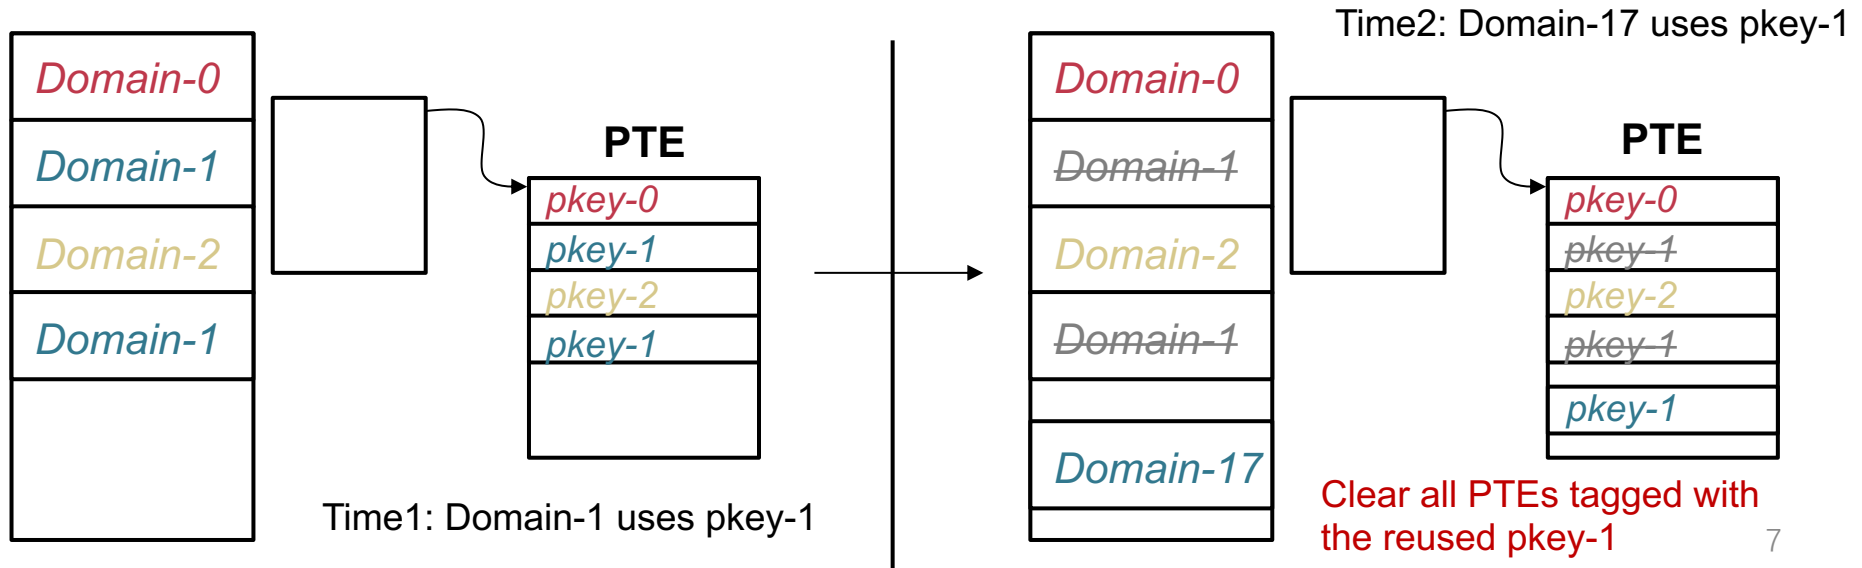 Domain-0
Domain-1
Domain-2
Domain-1
PTE
pkey-0
pkey-1
pkey-2
pkey-1
Time1: Domain-1 uses pkey-1
Time2: Domain-17 uses pkey-1
Domain-0
Domain-1
Domain-2
Domain-1
Domain-17
PTE
pkey-0
pkey-1
pkey-2
pkey-1
pkey-1
Clear all PTEs tagged with
the reused pkey-1
7